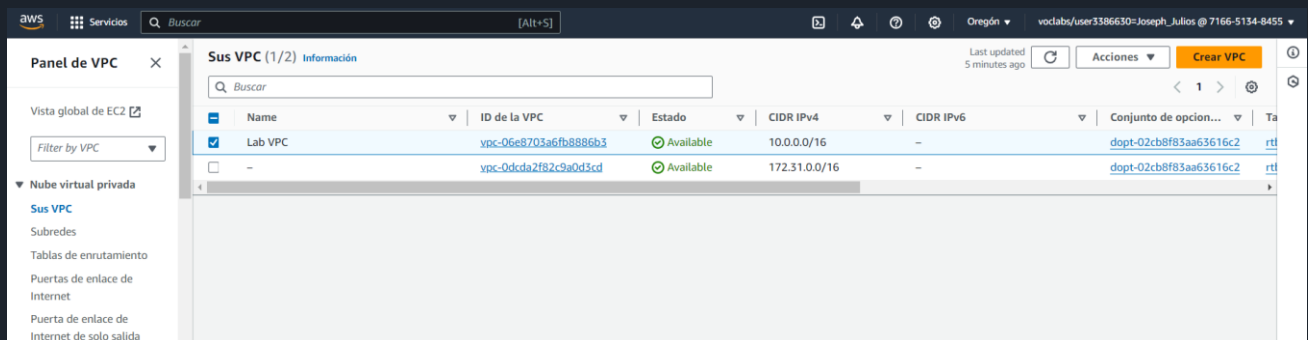 aws Servicios Buscar [Alt+S] Oregón voclabs/user3386630=Joseph_Julios @ 7166-5134-8455
Panel de VPC
Vista global de EC2
Filter by VPC
Nube virtual privada
Sus VPC
Subredes
Tablas de enrutamiento
Puertas de enlace de
Internet
Puerta de enlace de
Internet de solo salida
Sus VPC (1/2) Información
Last updated
5 minutes ago
Acciones
Crear VPC
Buscar
1
Name ID de la VPC Estado CIDR IPv4 CIDR IPv6 Conjunto de opcion... Ta
Lab VPC vpc-06e8703a6fb8886b3 Available 10.0.0.0/16 – dopt-02cb8f83aa63616c2 rtl
– vpc-0dcda2f82c9a0d3cd Available 172.31.0.0/16 – dopt-02cb8f83aa63616c2 rtl